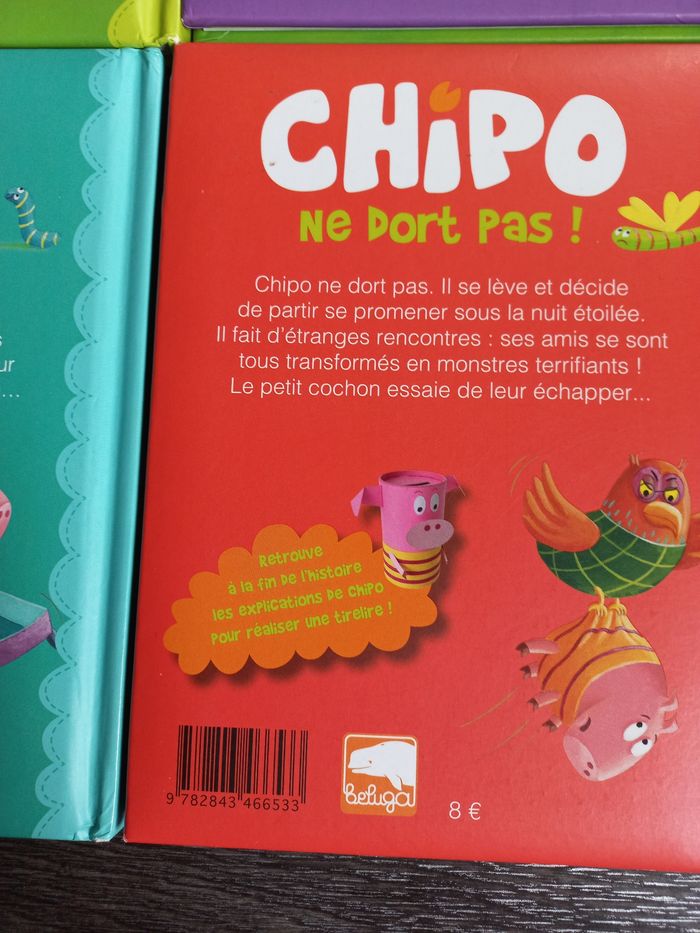 CHiPO
Ne Dort Pas !
Chipo ne dort pas. Il se lève et décide
de partir se promener sous la nuit étoilée.
Il fait d'étranges rencontres : ses amis se sont
tous transformés en monstres terrifiants !
Le petit cochon essaie de leur échapper...
Retrouve
à la fin de l'histoire
les explications de Chipo
pour réaliser une tirelire !
9 782843 466533
beluga
8 €
ur
...